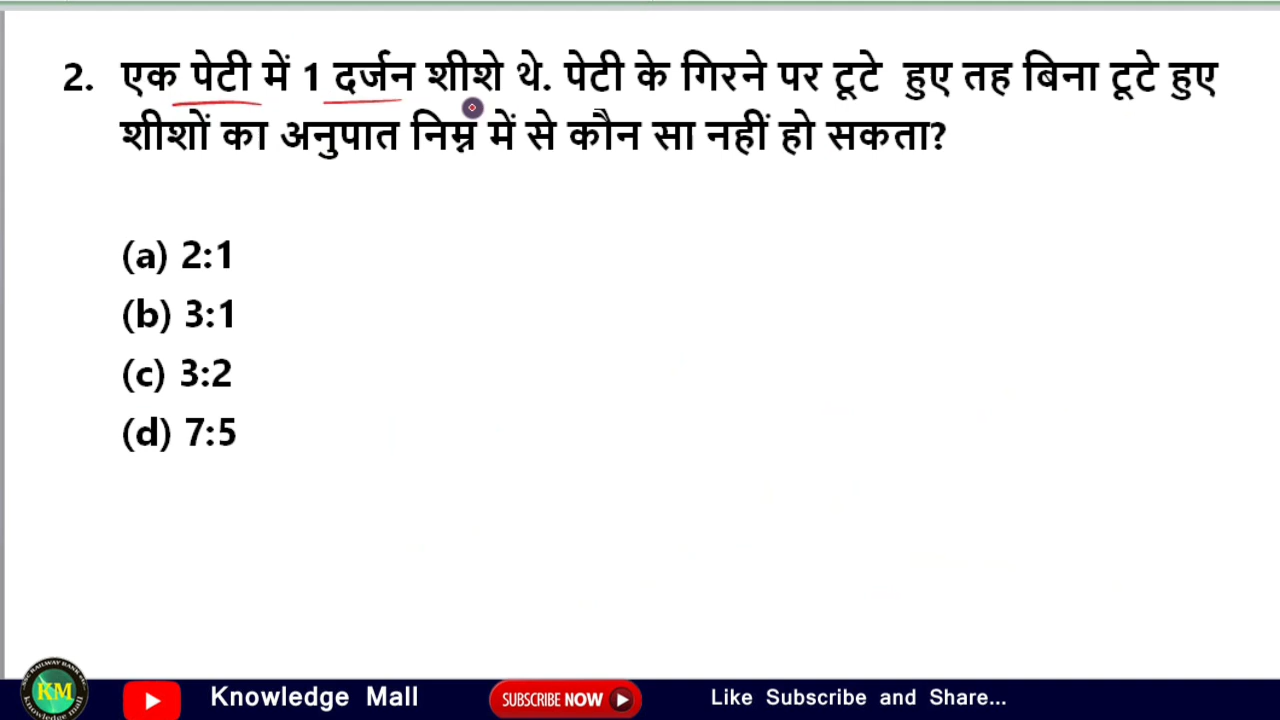 2. एक पेटी में 1 दर्जन शीशे थे. पेटी के गिरने पर टूटे हुए तह बिना टूटे हुए
शीशों का अनुपात निम्न में से कौन सा नहीं हो सकता?
(a) 2:1
(b) 3:1
(c) 3:2
(d) 7:5
KM
Knowledge Mall
SUBSCRIBE NOW
Like Subscribe and Share...